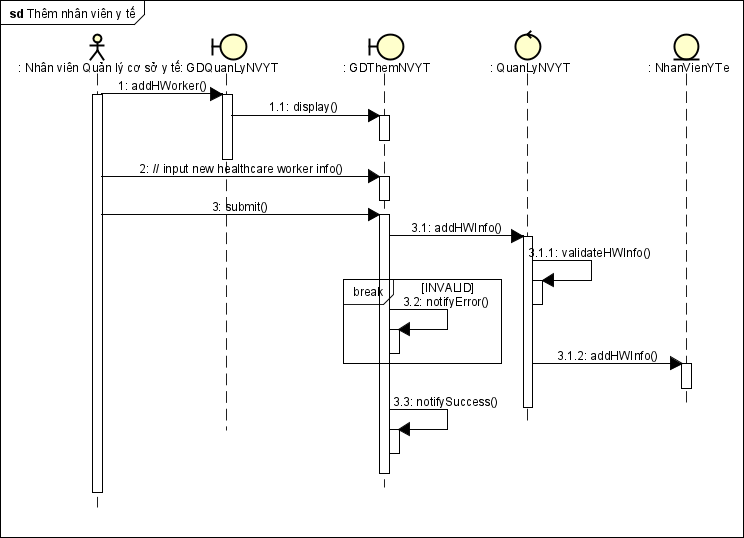 sd Thêm nhân viên y tế
: Nhân viên Quản lý cơ sở y tế
: GDQuanLyNVYT
: GDThemNVYT
: QuanLyNVYT
: NhanVienYTe
1: addHWorker()
1.1: display()
2: // input new healthcare worker info()
3: submit()
3.1: addHWInfo()
3.1.1: validateHWInfo()
break
[INVALID]
3.2: notifyError()
3.1.2: addHWInfo()
3.3: notifySuccess()